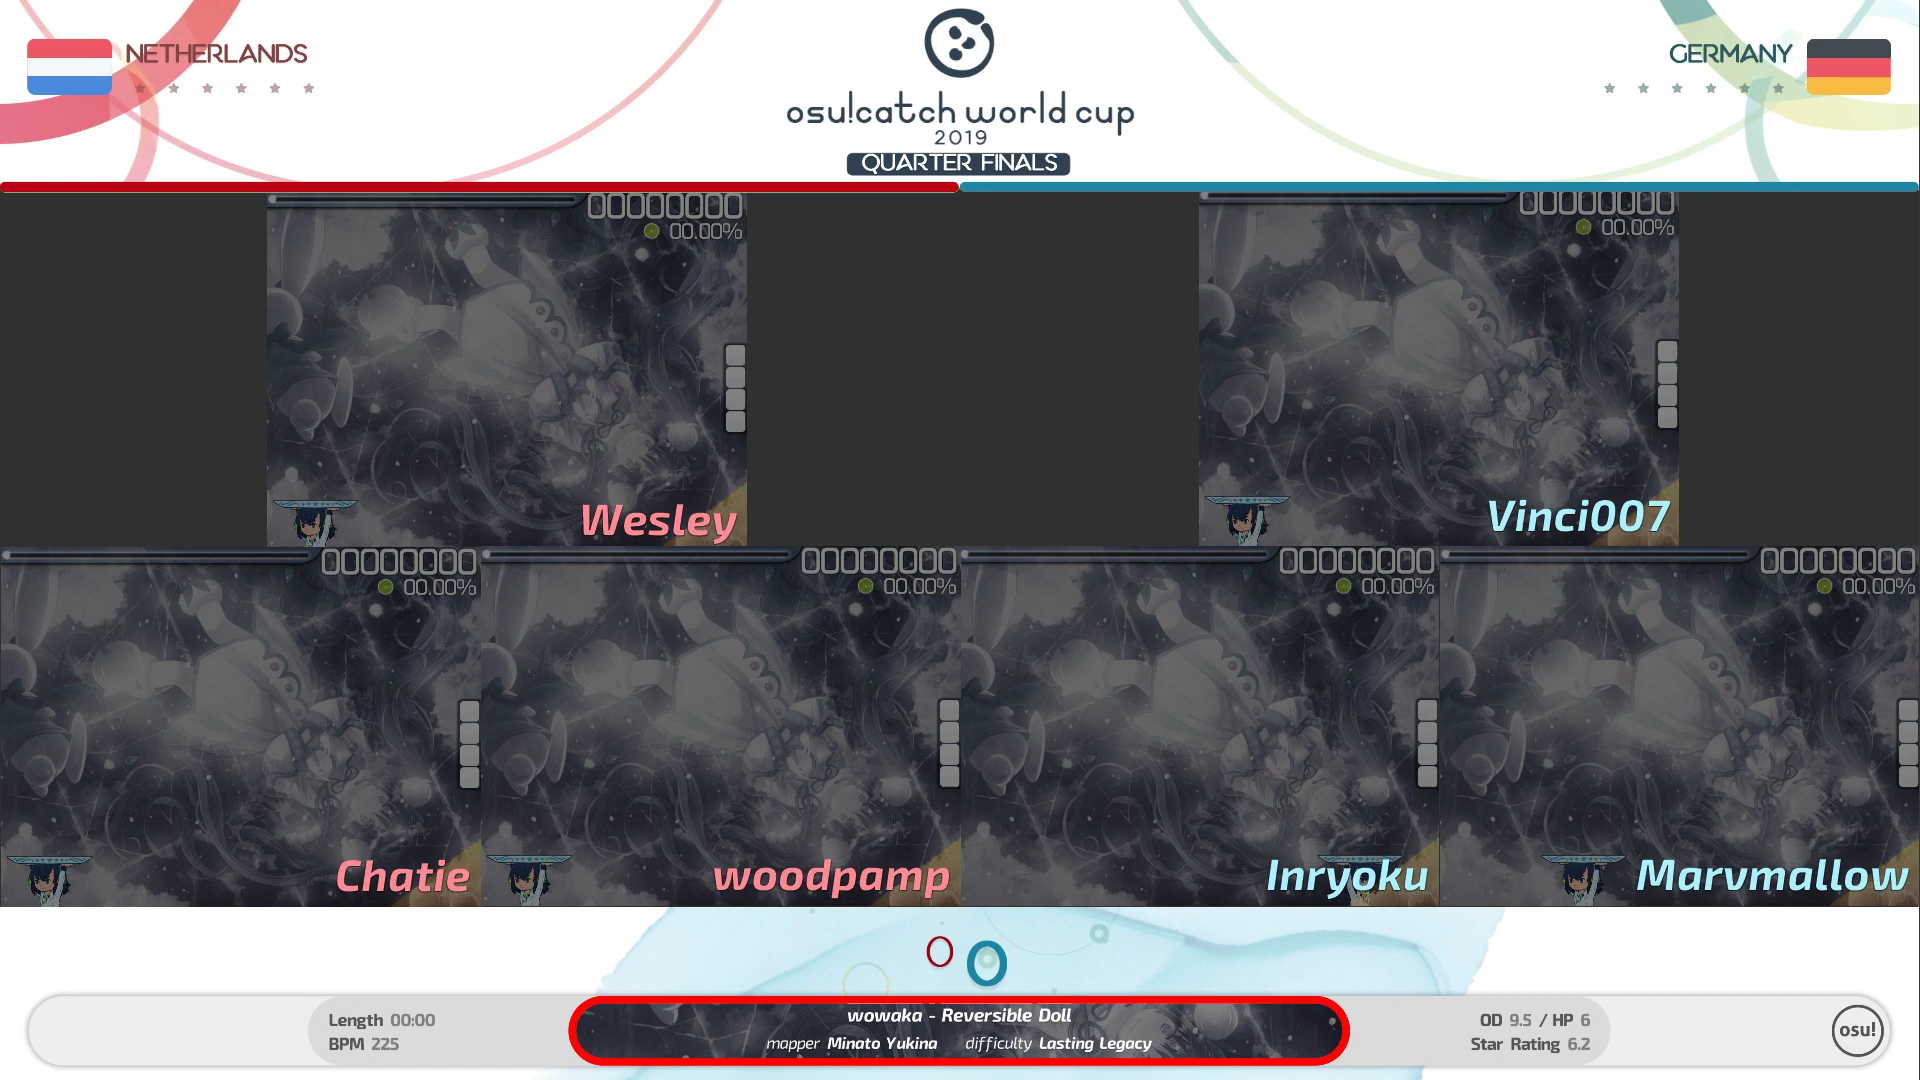 NETHERLANDS
GERMANY
osu!catch world cup
2019
QUARTER FINALS
00000000
00.00%
00000000
00.00%
Wesley
Vinci007
00000000
00.00%
00000000
00.00%
00000000
00.00%
00000000
00.00%
Chatie
woodpamp
Inryoku
Marvmallow
0
0
Length 00:00
BPM 225
wowaka - Reversible Doll
mapper Minato Yukina difficulty Lasting Legacy
OD 9.5 / HP 6
Star Rating 6.2
osu!